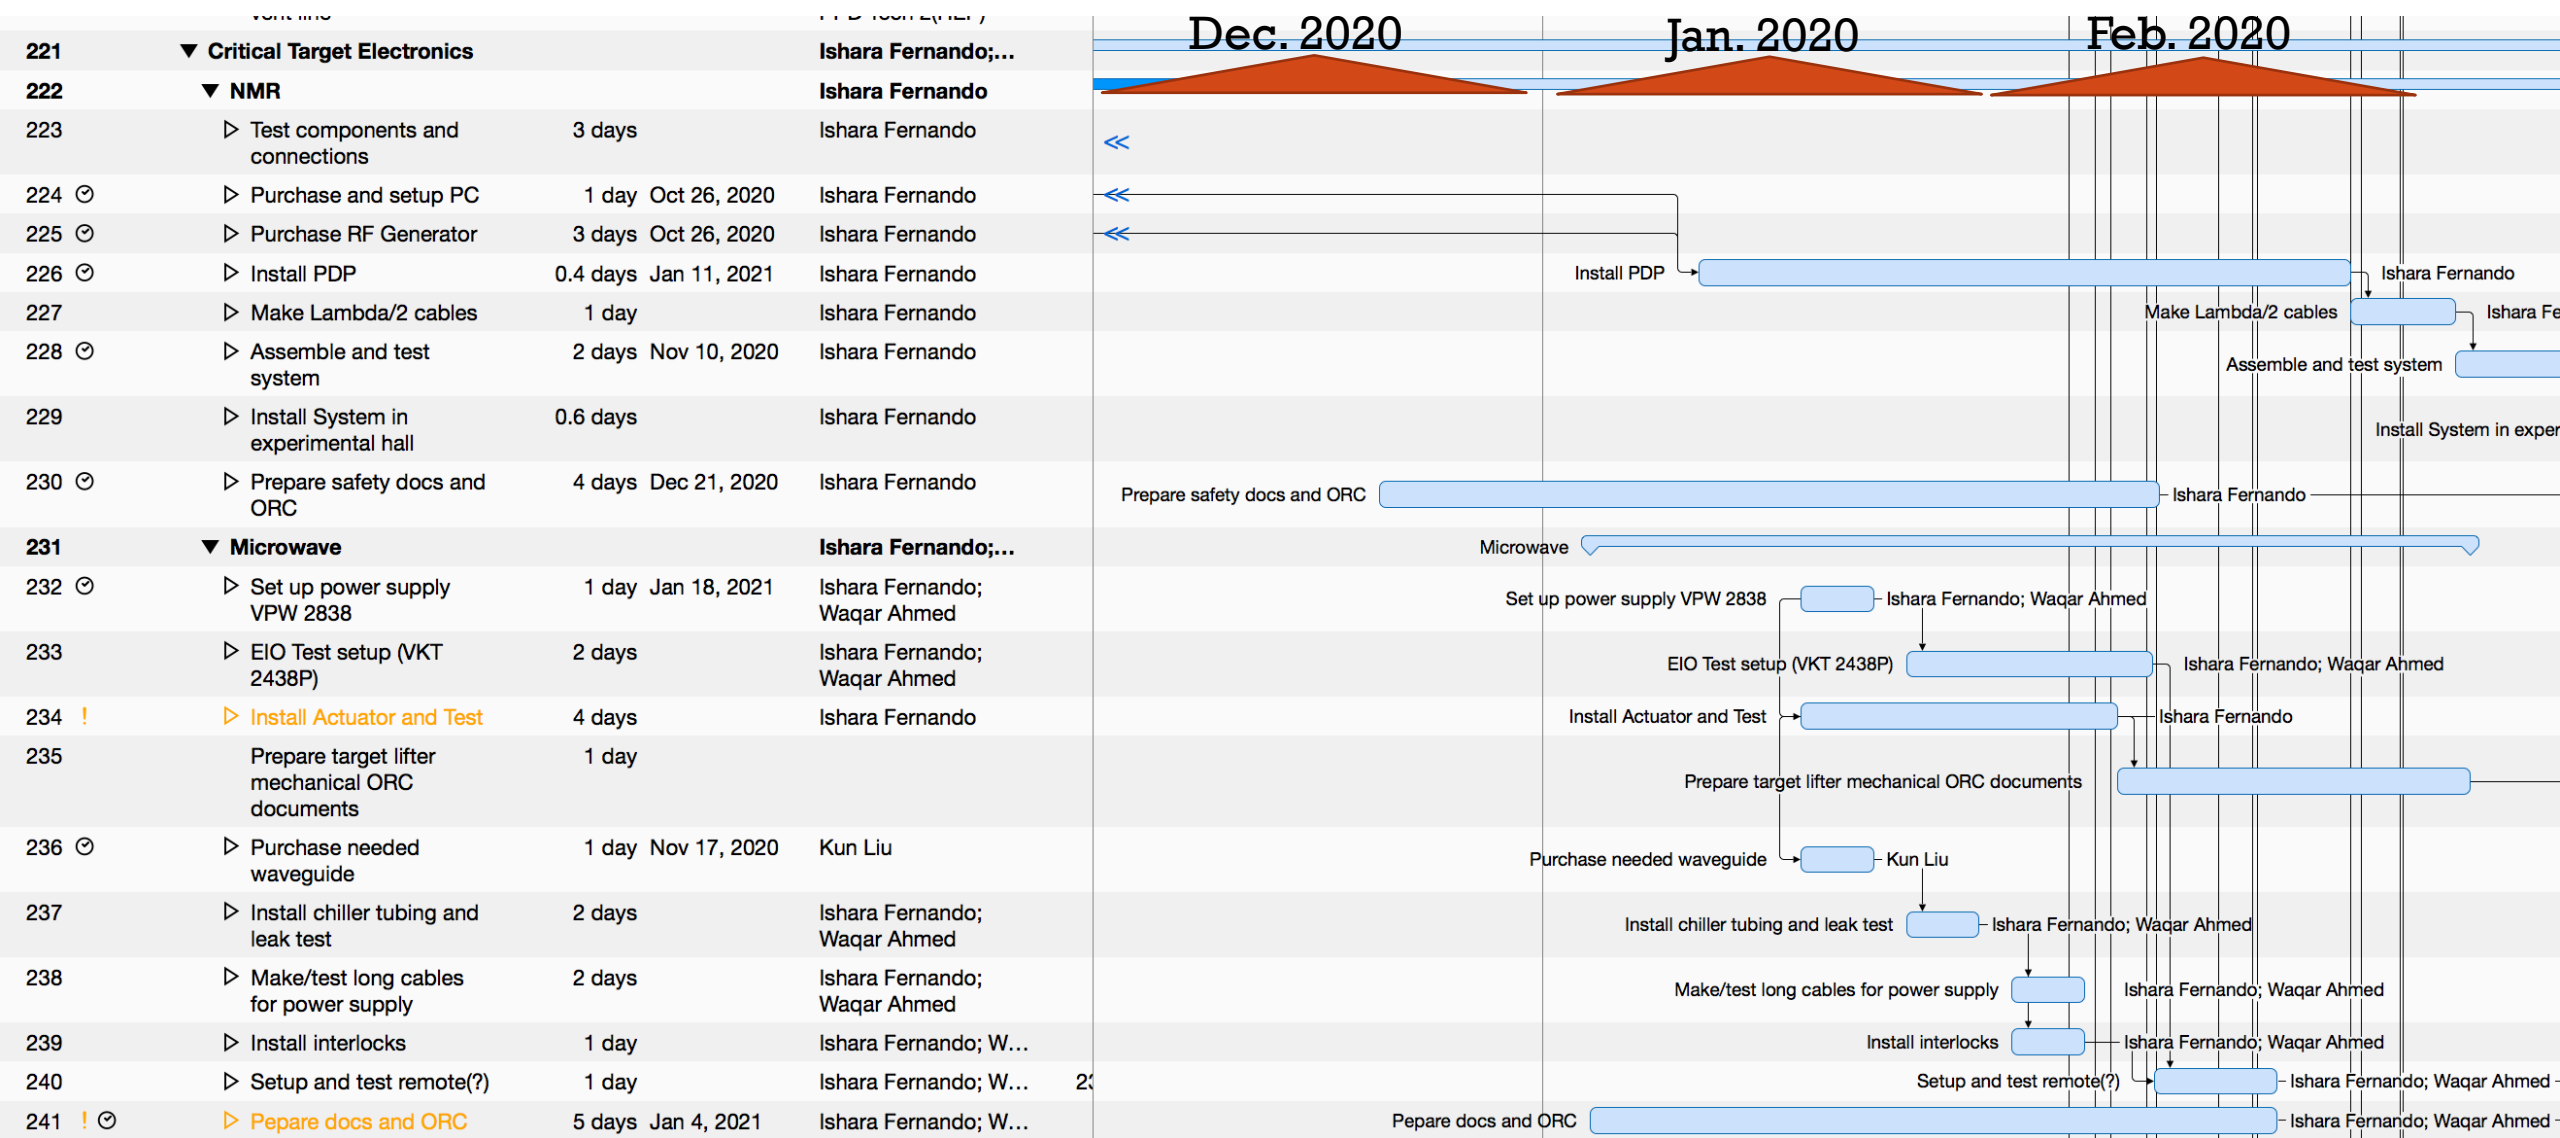 Dec. 2020 Jan. 2020 Feb. 2020
221 Critical Target Electronics Ishara Fernando;...
222 NMR Ishara Fernando
223 Test components and 3 days Ishara Fernando
connections
<<
224 Purchase and setup PC 1 day Oct 26, 2020 Ishara Fernando <<
225 Purchase RF Generator 3 days Oct 26, 2020 Ishara Fernando <<
226 Install PDP 0.4 days Jan 11, 2021 Ishara Fernando Install PDP Ishara Fernando
227 Make Lambda/2 cables 1 day Ishara Fernando Make Lambda/2 cables Ishara Fe
228 Assemble and test 2 days Nov 10, 2020 Ishara Fernando
system
Assemble and test system
229 Install System in 0.6 days Ishara Fernando
experimental hall
Install System in exper
230 Prepare safety docs and 4 days Dec 21, 2020 Ishara Fernando
ORC
Prepare safety docs and ORC Ishara Fernando
231 Microwave Ishara Fernando;... Microwave
232 Set up power supply 1 day Jan 18, 2021 Ishara Fernando;
VPW 2838 Waqar Ahmed
Set up power supply VPW 2838 Ishara Fernando; Waqar Ahmed
233 EIO Test setup (VKT 2 days Ishara Fernando;
2438P) Waqar Ahmed
EIO Test setup (VKT 2438P) Ishara Fernando; Waqar Ahmed
234 ! Install Actuator and Test 4 days Ishara Fernando Install Actuator and Test Ishara Fernando
235 Prepare target lifter 1 day
mechanical ORC
documents
Prepare target lifter mechanical ORC documents
236 Purchase needed 1 day Nov 17, 2020 Kun Liu
waveguide
Purchase needed waveguide Kun Liu
237 Install chiller tubing and 2 days Ishara Fernando;
leak test Waqar Ahmed
Install chiller tubing and leak test Ishara Fernando; Waqar Ahmed
238 Make/test long cables 2 days Ishara Fernando;
for power supply Waqar Ahmed
Make/test long cables for power supply Ishara Fernando; Waqar Ahmed
239 Install interlocks 1 day Ishara Fernando; W... Install interlocks Ishara Fernando; Waqar Ahmed
240 Setup and test remote(?) 1 day Ishara Fernando; W... Setup and test remote(?) Ishara Fernando; Waqar Ahmed
241 ! Pepare docs and ORC 5 days Jan 4, 2021 Ishara Fernando; W... Pepare docs and ORC Ishara Fernando; Waqar Ahmed